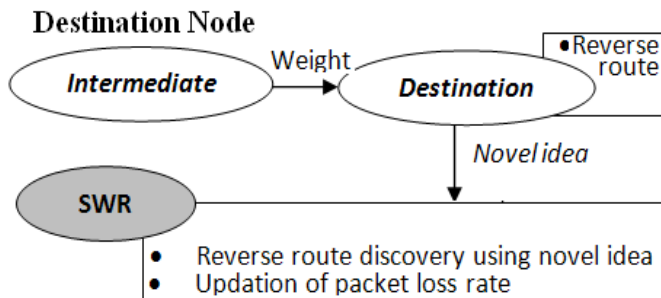 Destination Node
Intermediate
Weight
Destination
• Reverse
route
Novel idea
SWR
• Reverse route discovery using novel idea
• Updation of packet loss rate